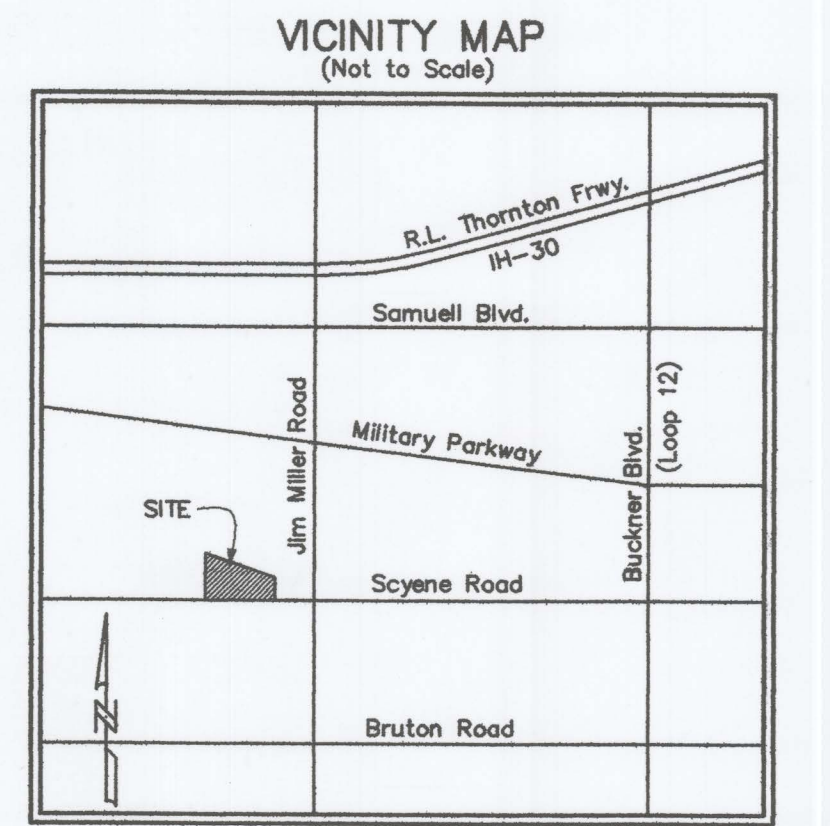 VICINITY MAP
(Not to Scale)
R.L. Thornton Frwy.
IH-30
Samuell Blvd.
Military Parkway
Jim Miller Road
Buckner Blvd.
(Loop 12)
SITE
Scyene Road
N
Bruton Road